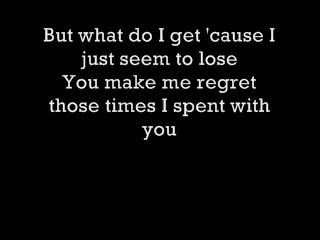 But what do I get 'cause I
just seem to lose
You make me regret
those times I spent with
you